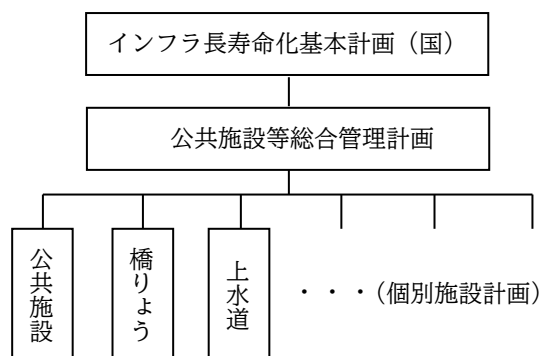 インフラ長寿命化基本計画（国）
公共施設等総合管理計画
公共施設
橋りょう
上水道
・・・（個別施設計画）